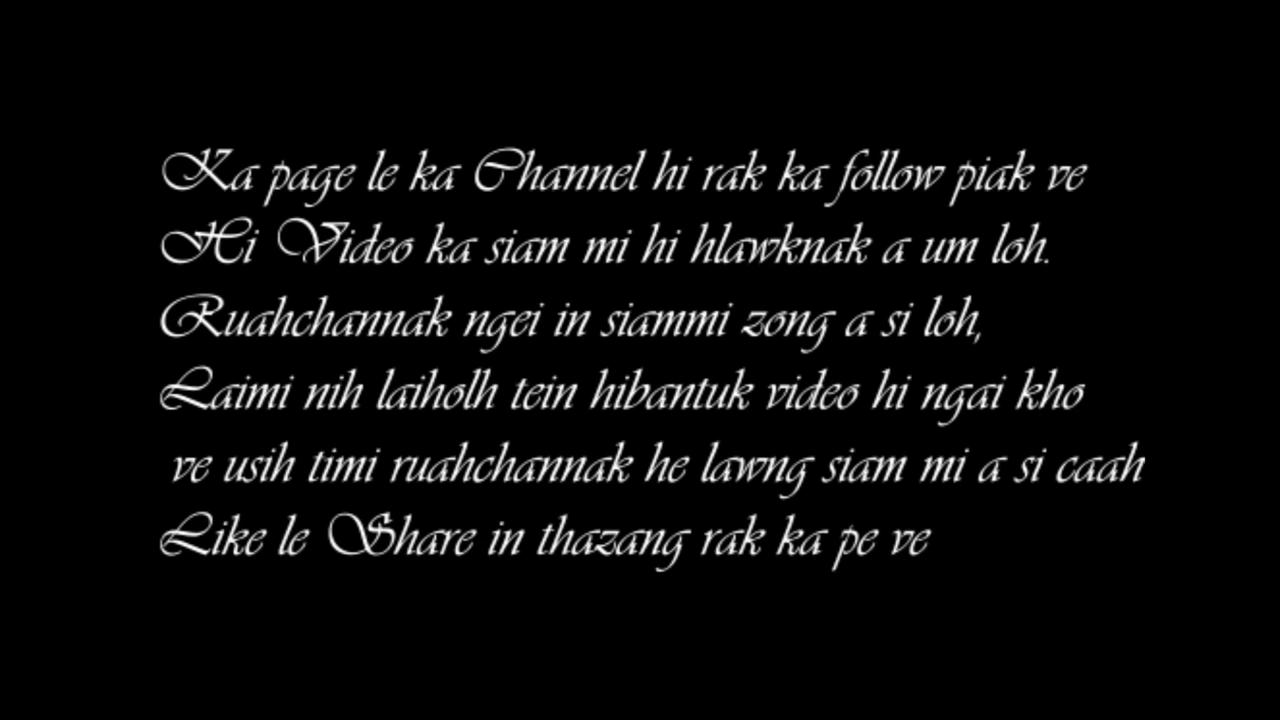 Ka page le ka Channel hi rak ka follow piak ve
Hi Video ka siam mi hi hlawknak a um loh.
Ruahchannak ngei in siammi zong a si loh,
Laimi nih laiholh tein hibantuk video hi ngai kho
ve usih timi ruahchannak he lawng siam mi a si caah
Like le Share in thazang rak ka pe ve